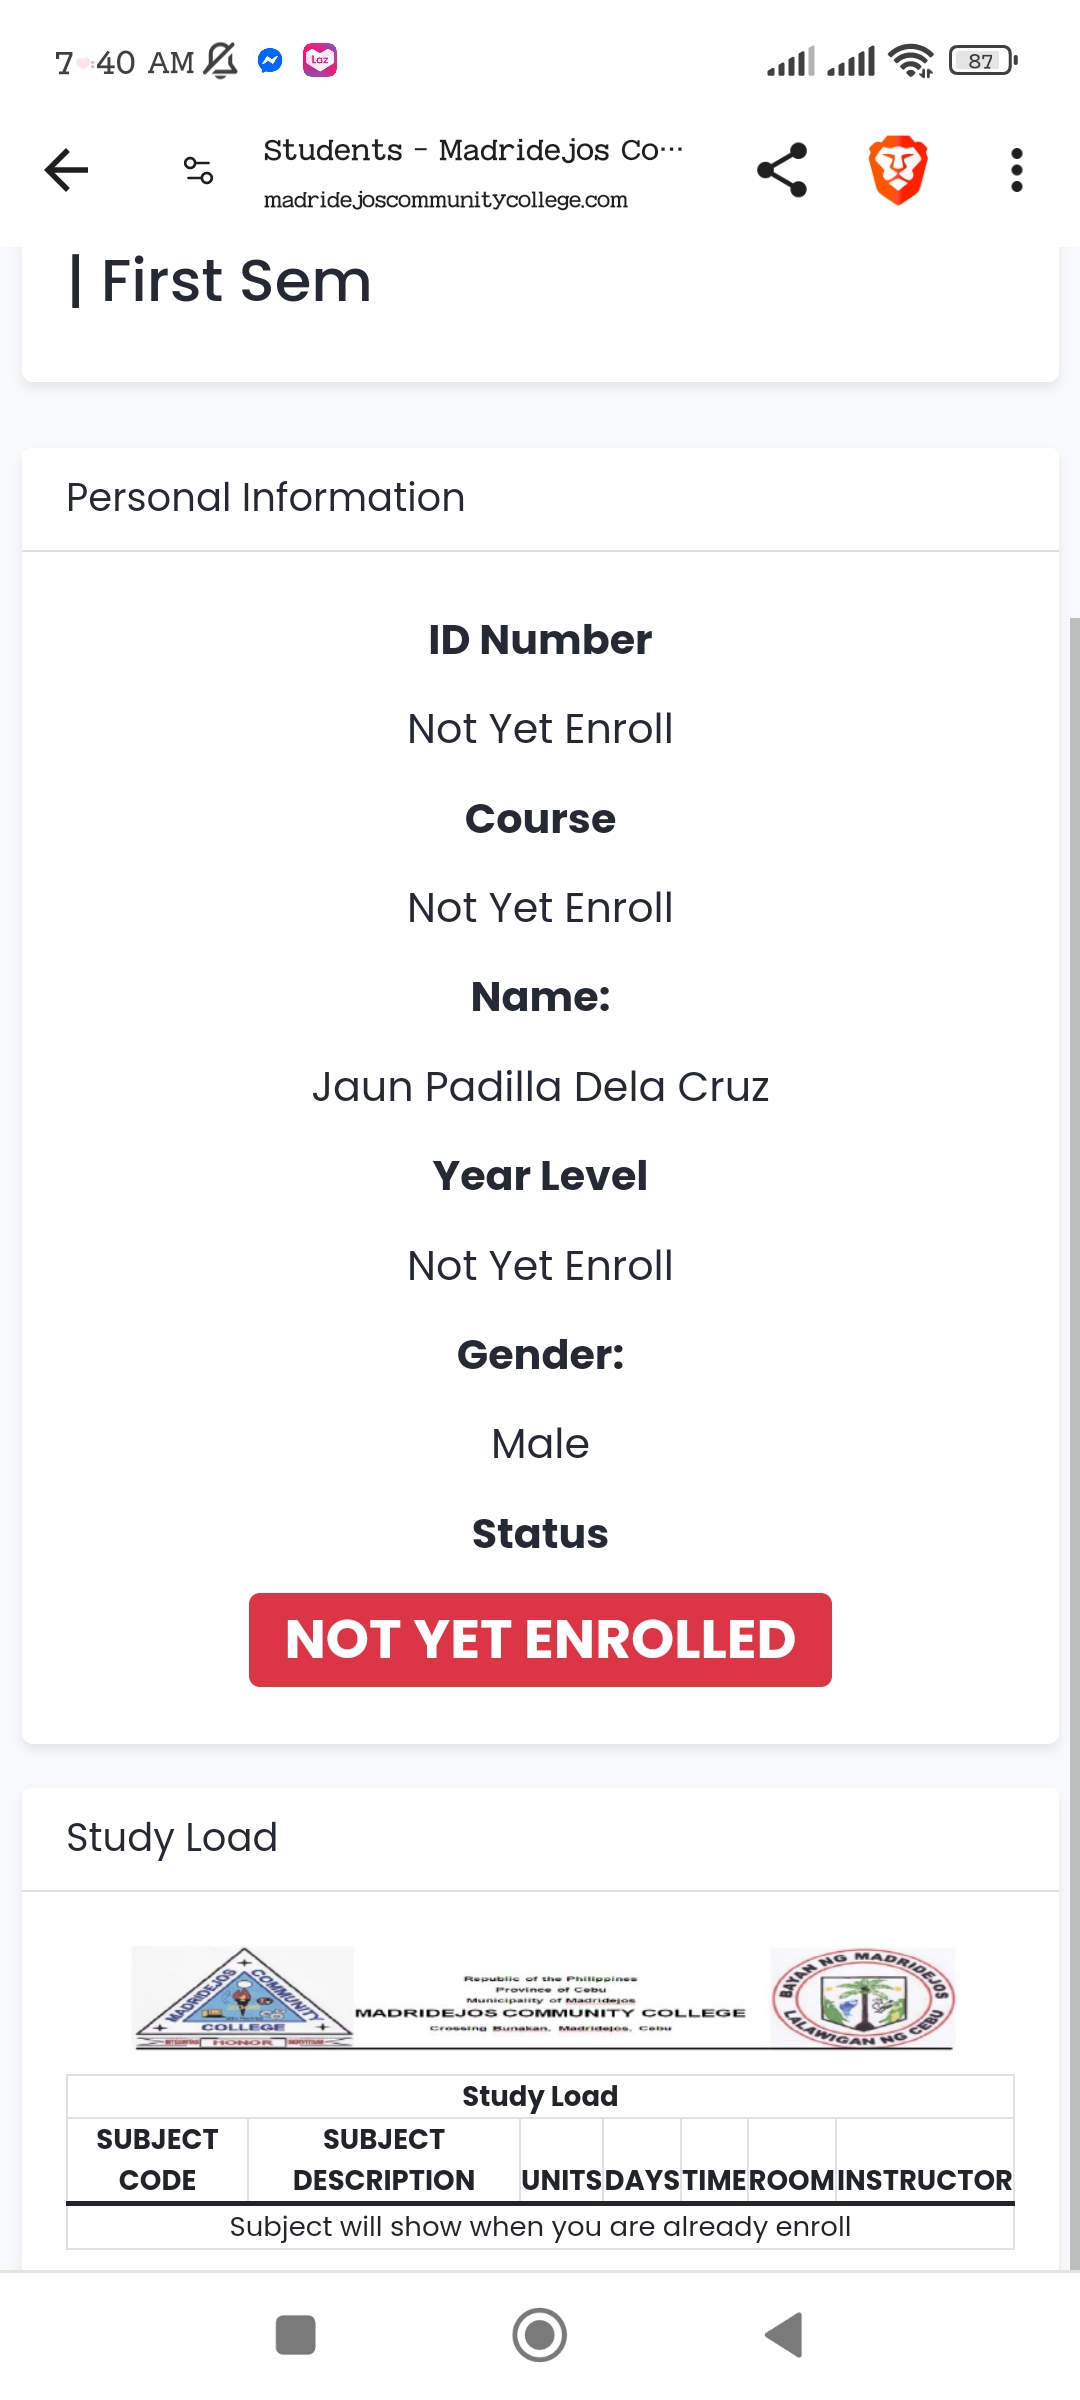 7:40 AM
Laz
87
Students - Madridejos Co...
madridejoscommunitycollege.com
| First Sem
Personal Information
ID Number
Not Yet Enroll
Course
Not Yet Enroll
Name:
Jaun Padilla Dela Cruz
Year Level
Not Yet Enroll
Gender:
Male
Status
NOT YET ENROLLED
Study Load
MADRIDEJOS COMMUNITY
COLLEGE
HONOR
Republic of the Philippines
Province of Cebu
Municipality of Madridejos
MADRIDEJOS COMMUNITY COLLEGE
Crossing Bunakan, Madridejos, Cebu
BAYAN NG MADRIDEJOS
LALAWIGAN NG CEBU
Study Load
SUBJECT CODE SUBJECT DESCRIPTION UNITS DAYS TIME ROOM INSTRUCTOR
Subject will show when you are already enroll